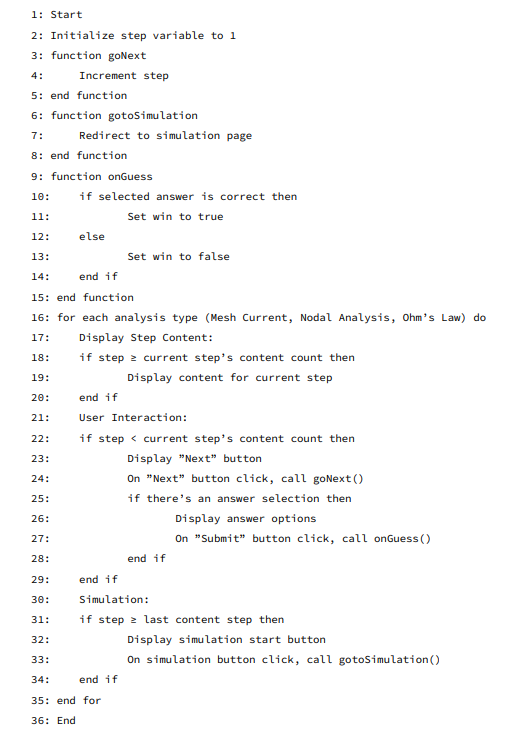 1: Start
2: Initialize step variable to 1
3: function goNext
4: Increment step
5: end function
6: function gotoSimulation
7: Redirect to simulation page
8: end function
9: function onGuess
10: if selected answer is correct then
11: Set win to true
12: else
13: Set win to false
14: end if
15: end function
16: for each analysis type (Mesh Current, Nodal Analysis, Ohm’s Law) do
17: Display Step Content:
18: if step ≥ current step’s content count then
19: Display content for current step
20: end if
21: User Interaction:
22: if step < current step’s content count then
23: Display ”Next” button
24: On ”Next” button click, call goNext()
25: if there’s an answer selection then
26: Display answer options
27: On ”Submit” button click, call onGuess()
28: end if
29: end if
30: Simulation:
31: if step ≥ last content step then
32: Display simulation start button
33: On simulation button click, call gotoSimulation()
34: end if
35: end for
36: End